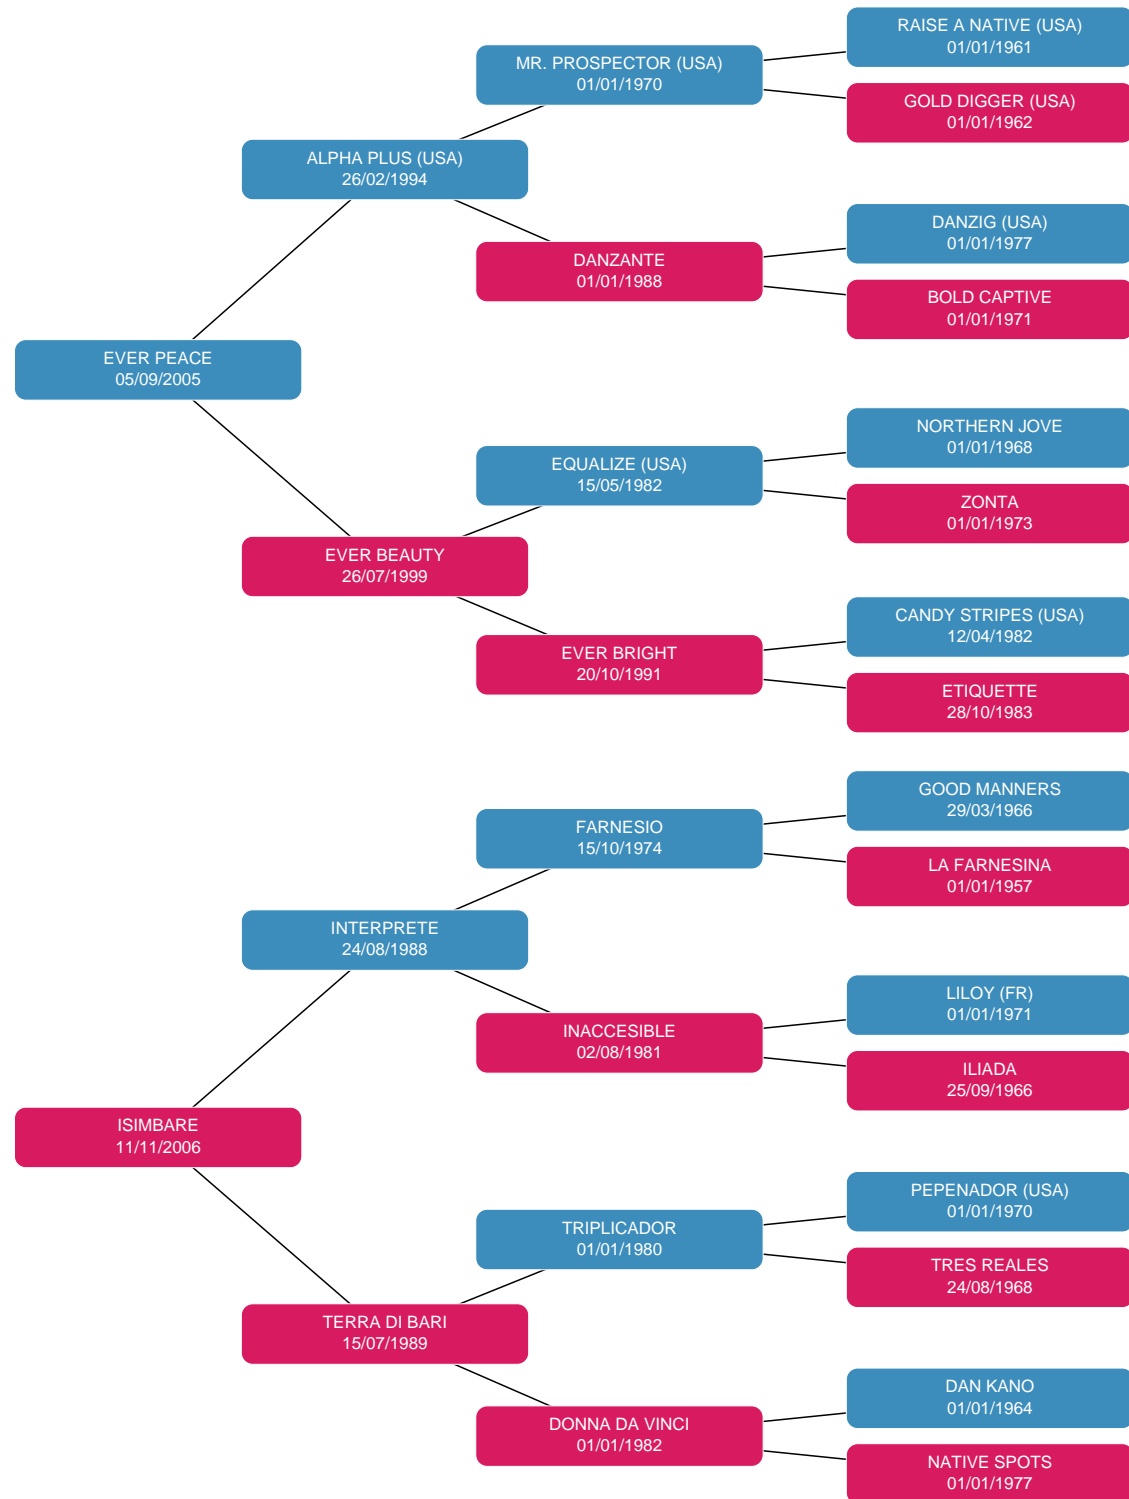 RAISE A NATIVE (USA)
01/01/1961
MR. PROSPECTOR (USA)
01/01/1970
GOLD DIGGER (USA)
01/01/1962
ALPHA PLUS (USA)
26/02/1994
DANZIG (USA)
01/01/1977
DANZANTE
01/01/1988
BOLD CAPTIVE
01/01/1971
EVER PEACE
05/09/2005
NORTHERN JOVE
01/01/1968
EQUALIZE (USA)
15/05/1982
ZONTA
01/01/1973
EVER BEAUTY
26/07/1999
CANDY STRIPES (USA)
12/04/1982
EVER BRIGHT
20/10/1991
ETIQUETTE
28/10/1983
GOOD MANNERS
29/03/1966
FARNESIO
15/10/1974
LA FARNESINA
01/01/1957
INTERPRETE
24/08/1988
LILOY (FR)
01/01/1971
INACCESIBLE
02/08/1981
ILIADA
25/09/1966
ISIMBARE
11/11/2006
PEPENADOR (USA)
01/01/1970
TRIPLICADOR
01/01/1980
TRES REALES
24/08/1968
TERRA DI BARI
15/07/1989
DAN KANO
01/01/1964
DONNA DA VINCI
01/01/1982
NATIVE SPOTS
01/01/1977